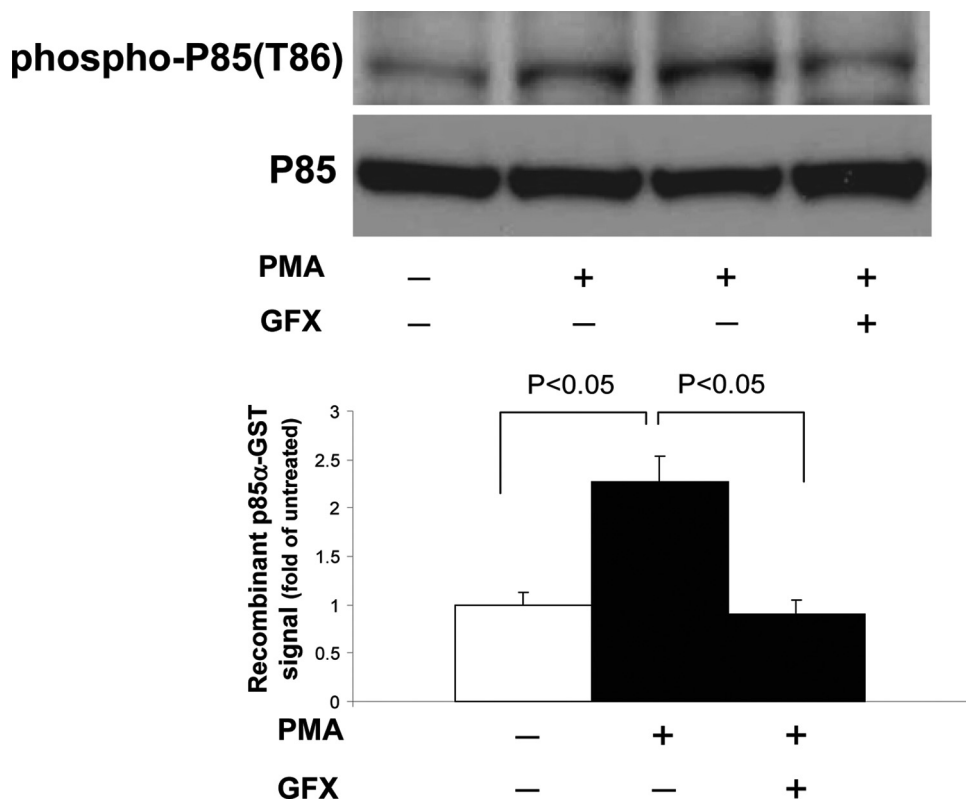 phospho-P85(T86)
P85
PMA – + + +
GFX – – – +
P<0.05 P<0.05
Recombinant p85α-GST
signal (fold of untreated)
3
2.5
2
1.5
1
0.5
0
PMA – + +
GFX – – +